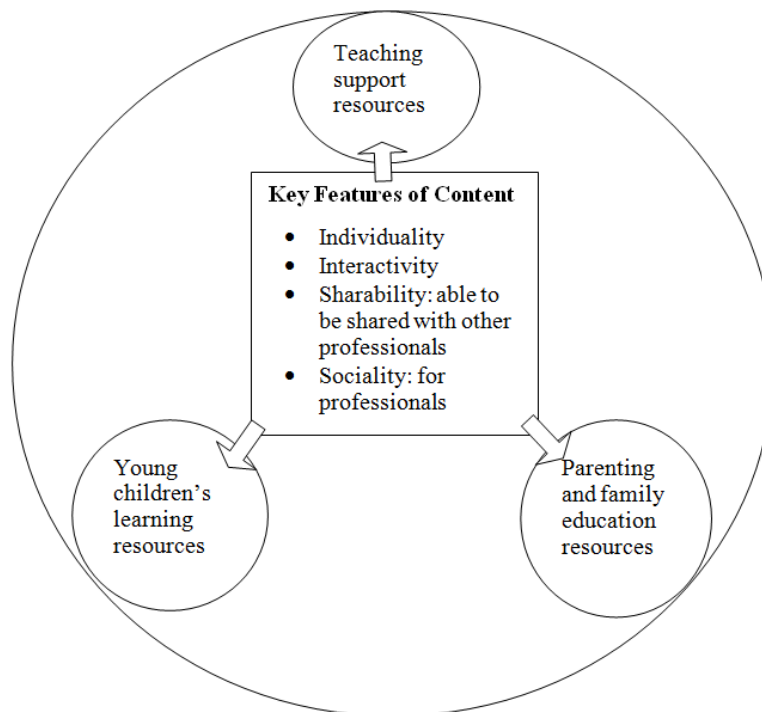 Teaching
support
resources
Key Features of Content
• Individuality
• Interactivity
• Sharability: able to
be shared with other
professionals
• Sociality: for
professionals
Young
children’s
learning
resources
Parenting
and family
education
resources